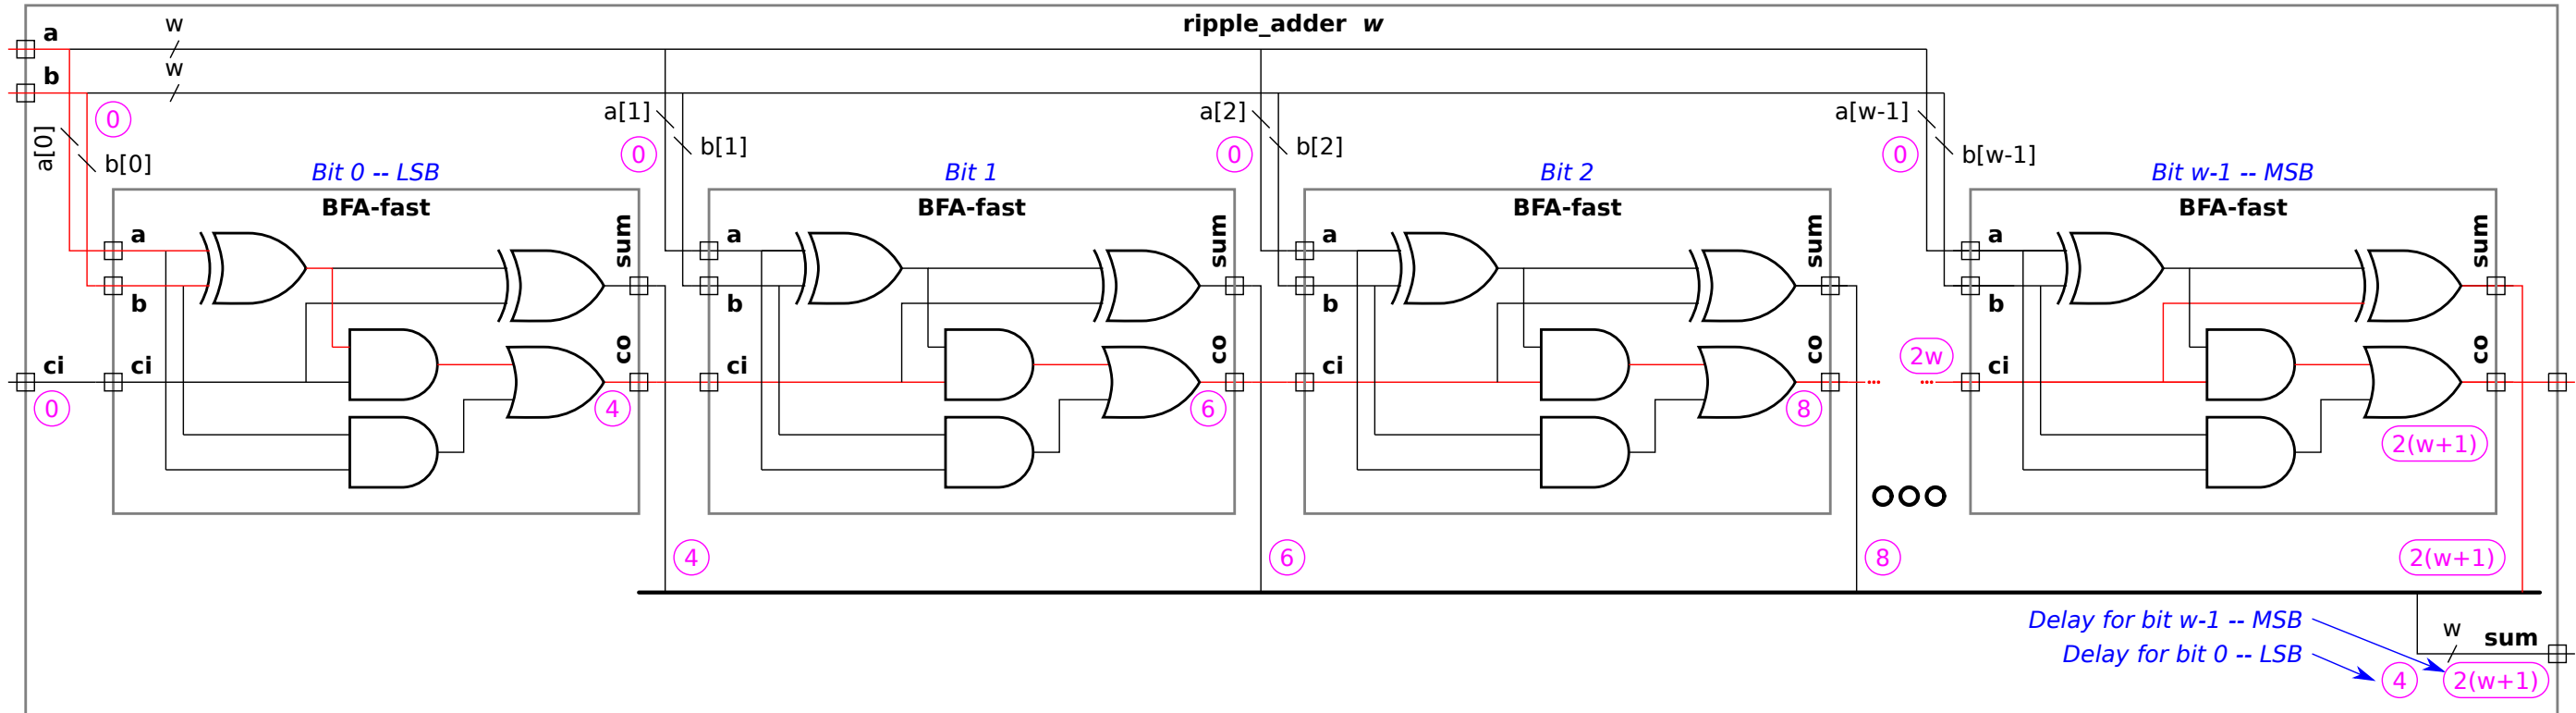 ripple_adder w
a
w
b
w
0
a[0]
b[0]
a[1]
b[1]
0
a[2]
b[2]
0
a[w-1]
b[w-1]
0
Bit 0 -- LSB
Bit 1
Bit 2
Bit w-1 -- MSB
BFA-fast
BFA-fast
BFA-fast
BFA-fast
a
b
ci
sum
co
a
b
ci
sum
co
a
b
ci
sum
co
a
b
ci
sum
co
ci
0
4
6
8
...
2w
...
2(w+1)
4
6
8
2(w+1)
Delay for bit w-1 -- MSB
Delay for bit 0 -- LSB
w
sum
4
2(w+1)